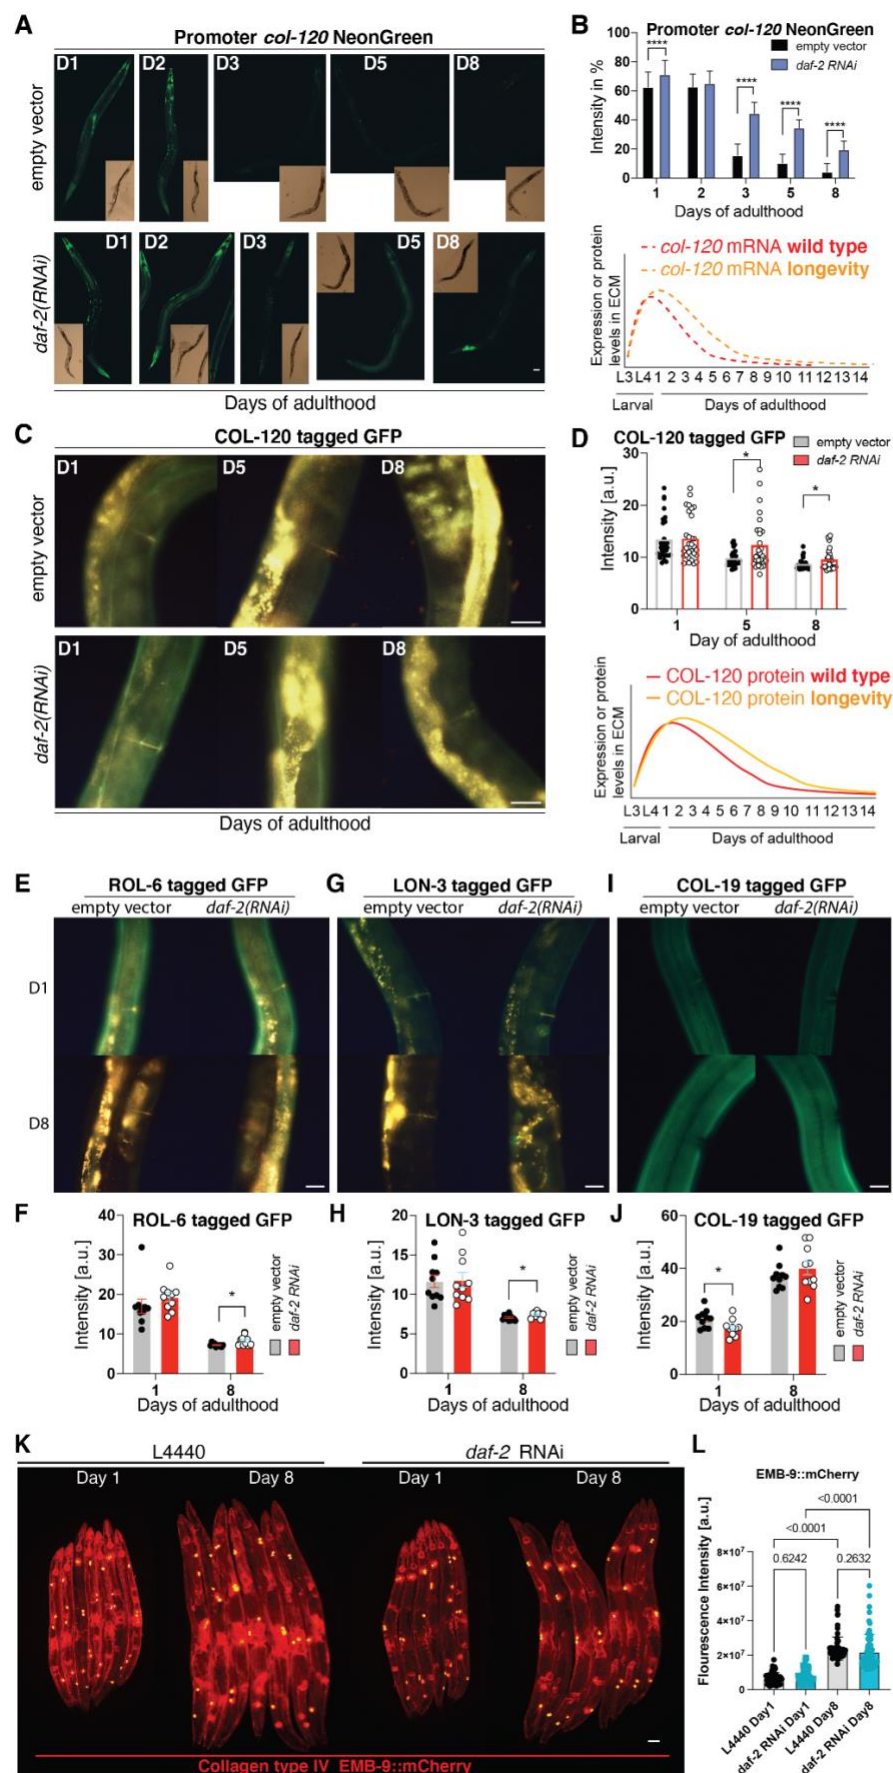 A
Promoter col-120 NeonGreen
D1
D2
D3
D5
D8
empty vector
D1
D2
D3
D5
D8
daf-2(RNAi)
Days of adulthood
B
Promoter col-120 NeonGreen
empty vector
daf-2 RNAi
Intensity in %
100
80
60
40
20
0
****
****
****
****
1 2 3 5 8
Days of adulthood
col-120 mRNA wild type
col-120 mRNA longevity
Expression or protein
levels in ECM
L3 L4 1 2 3 4 5 6 7 8 9 10 11 12 13 14
Larval
Days of adulthood
C
COL-120 tagged GFP
D1
D5
D8
empty vector
D1
D5
D8
daf-2(RNAi)
Days of adulthood
D
COL-120 tagged GFP
empty vector
daf-2 RNAi
Intensity [a.u.]
30
20
10
0
*
*
1 5 8
Day of adulthood
COL-120 protein wild type
COL-120 protein longevity
Expression or protein
levels in ECM
L3 L4 1 2 3 4 5 6 7 8 9 10 11 12 13 14
Larval
Days of adulthood
E
ROL-6 tagged GFP
empty vector
daf-2(RNAi)
G
LON-3 tagged GFP
empty vector
daf-2(RNAi)
I
COL-19 tagged GFP
empty vector
daf-2(RNAi)
D1
D8
F
ROL-6 tagged GFP
Intensity [a.u.]
40
30
20
10
0
*
1 8
Days of adulthood
empty vector
daf-2 RNAi
H
LON-3 tagged GFP
Intensity [a.u.]
20
15
10
5
0
*
1 8
Days of adulthood
empty vector
daf-2 RNAi
J
COL-19 tagged GFP
Intensity [a.u.]
60
40
20
0
*
1 8
Days of adulthood
empty vector
daf-2 RNAi
K
L4440
daf-2 RNAi
Day 1
Day 8
Day 1
Day 8
Collagen type IV EMB-9::mCherry
L
EMB-9::mCherry
Flourescence Intensity [a.u.]
<0.0001
<0.0001
0.6242
0.2632
8×10⁷
6×10⁷
4×10⁷
2×10⁷
0
L4440 Day1
daf-2 RNAi Day1
L4440 Day8
daf-2 RNAi Day8